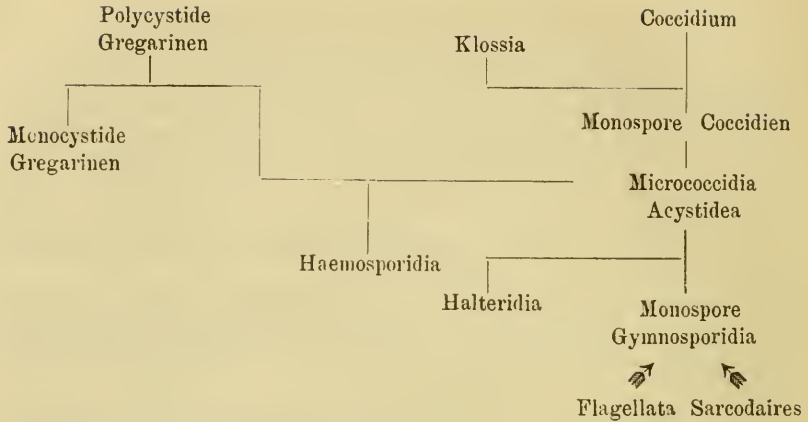 Polycystide
Gregarinen
Coccidium
Klossia
Monocystide
Gregarinen
Monospore Coccidien
Micrococcidia
Acystidea
Haemosporidia
Halteridia
Monospore
Gymnosporidia
Flagellata Sarcodaires